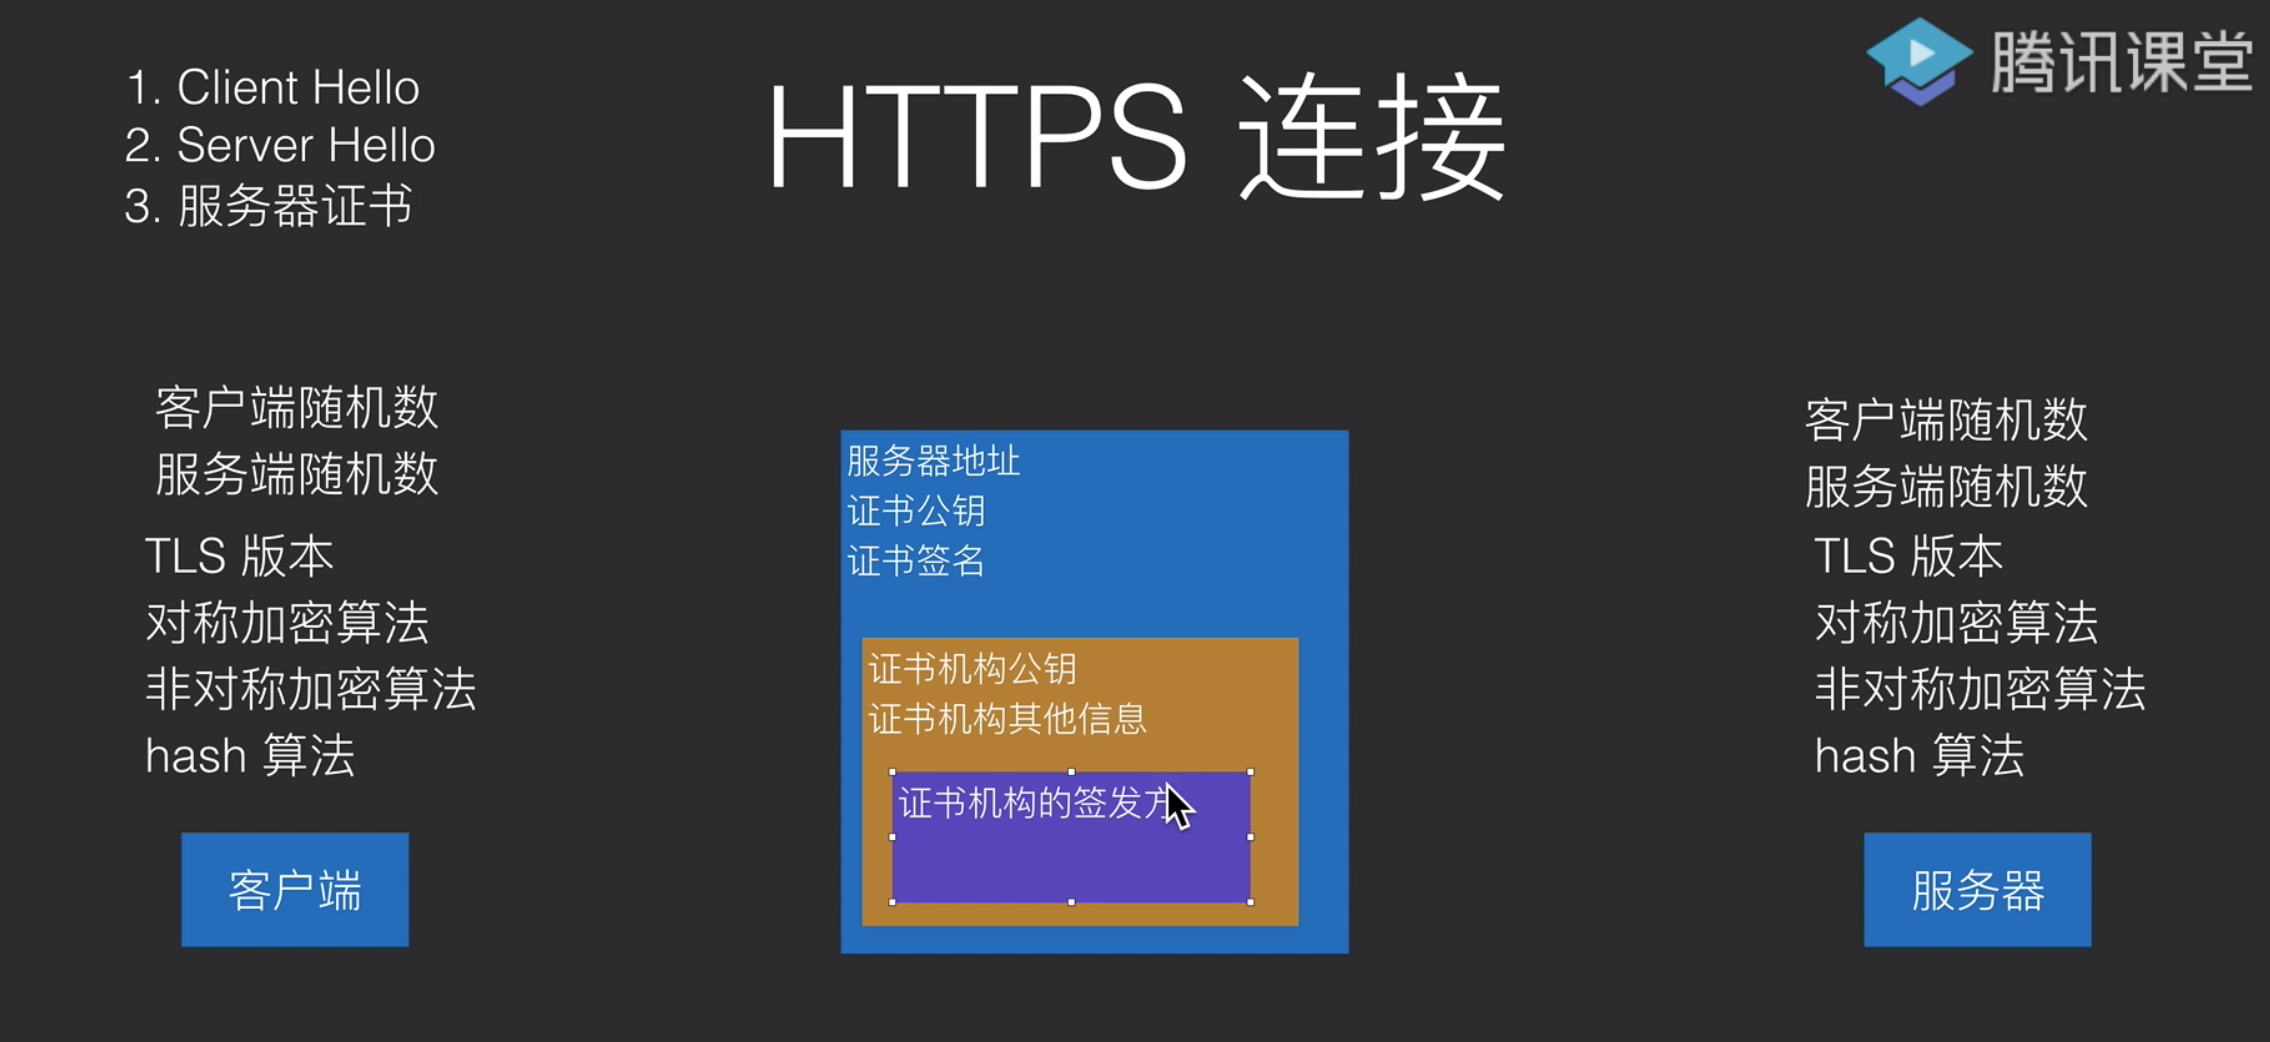 1. Client Hello
2. Server Hello
3. 服务器证书
HTTPS 连接
腾讯课堂
客户端随机数
服务端随机数
TLS 版本
对称加密算法
非对称加密算法
hash 算法
客户端
服务器地址
证书公钥
证书签名
证书机构公钥
证书机构其他信息
证书机构的签发方
客户端随机数
服务端随机数
TLS 版本
对称加密算法
非对称加密算法
hash 算法
服务器